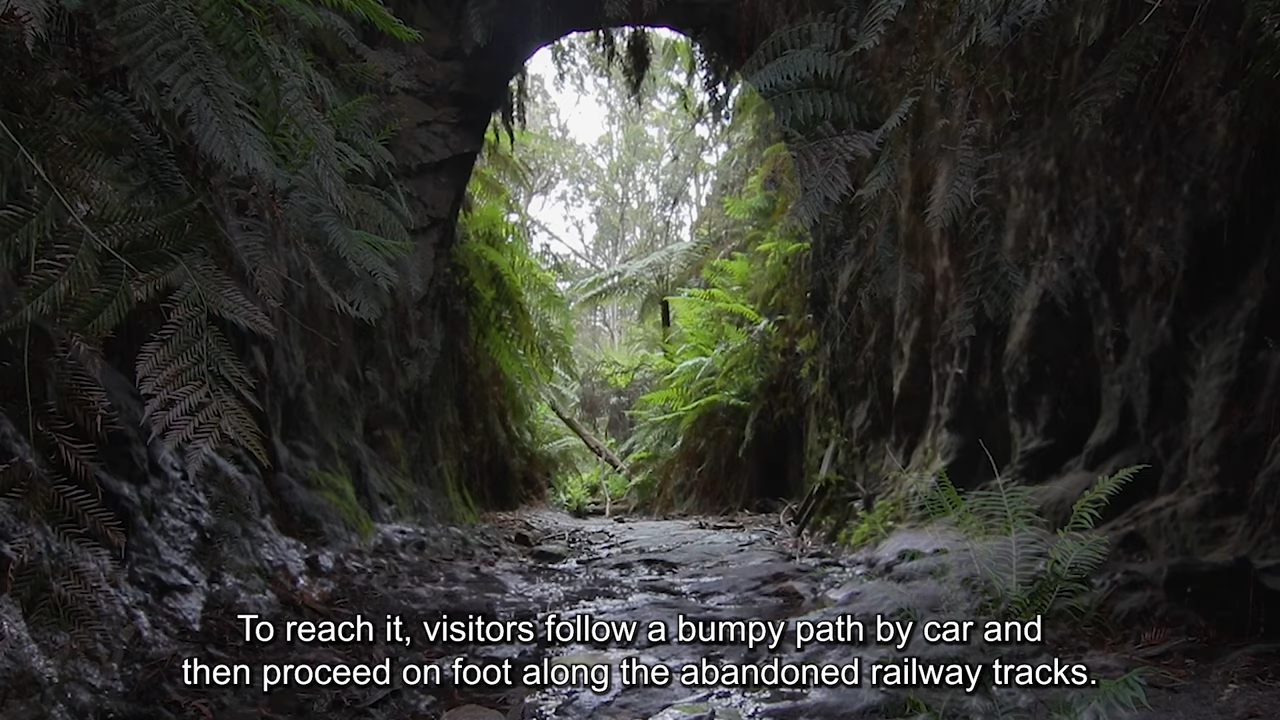 To reach it, visitors follow a bumpy path by car and
then proceed on foot along the abandoned railway tracks.